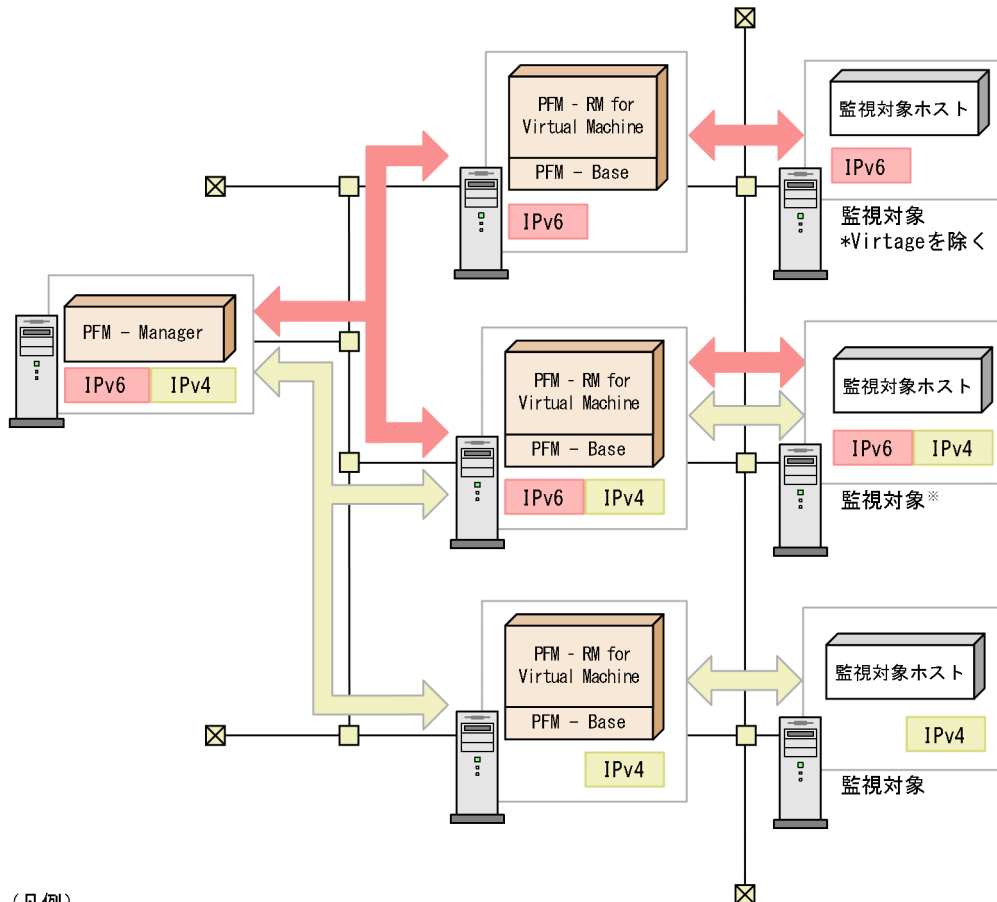 PFM - RM for
Virtual Machine
PFM - Base
IPv6
監視対象ホスト
IPv6
監視対象
*Virtageを除く
PFM - Manager
IPv6
IPv4
PFM - RM for
Virtual Machine
PFM - Base
IPv6
IPv4
監視対象ホスト
IPv6
IPv4
監視対象※
PFM - RM for
Virtual Machine
PFM - Base
IPv4
監視対象ホスト
IPv4
監視対象
(凡例)